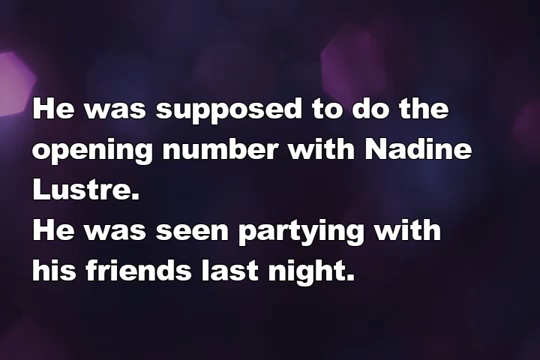 He was supposed to do the
opening number with Nadine
Lustre.
He was seen partying with
his friends last night.